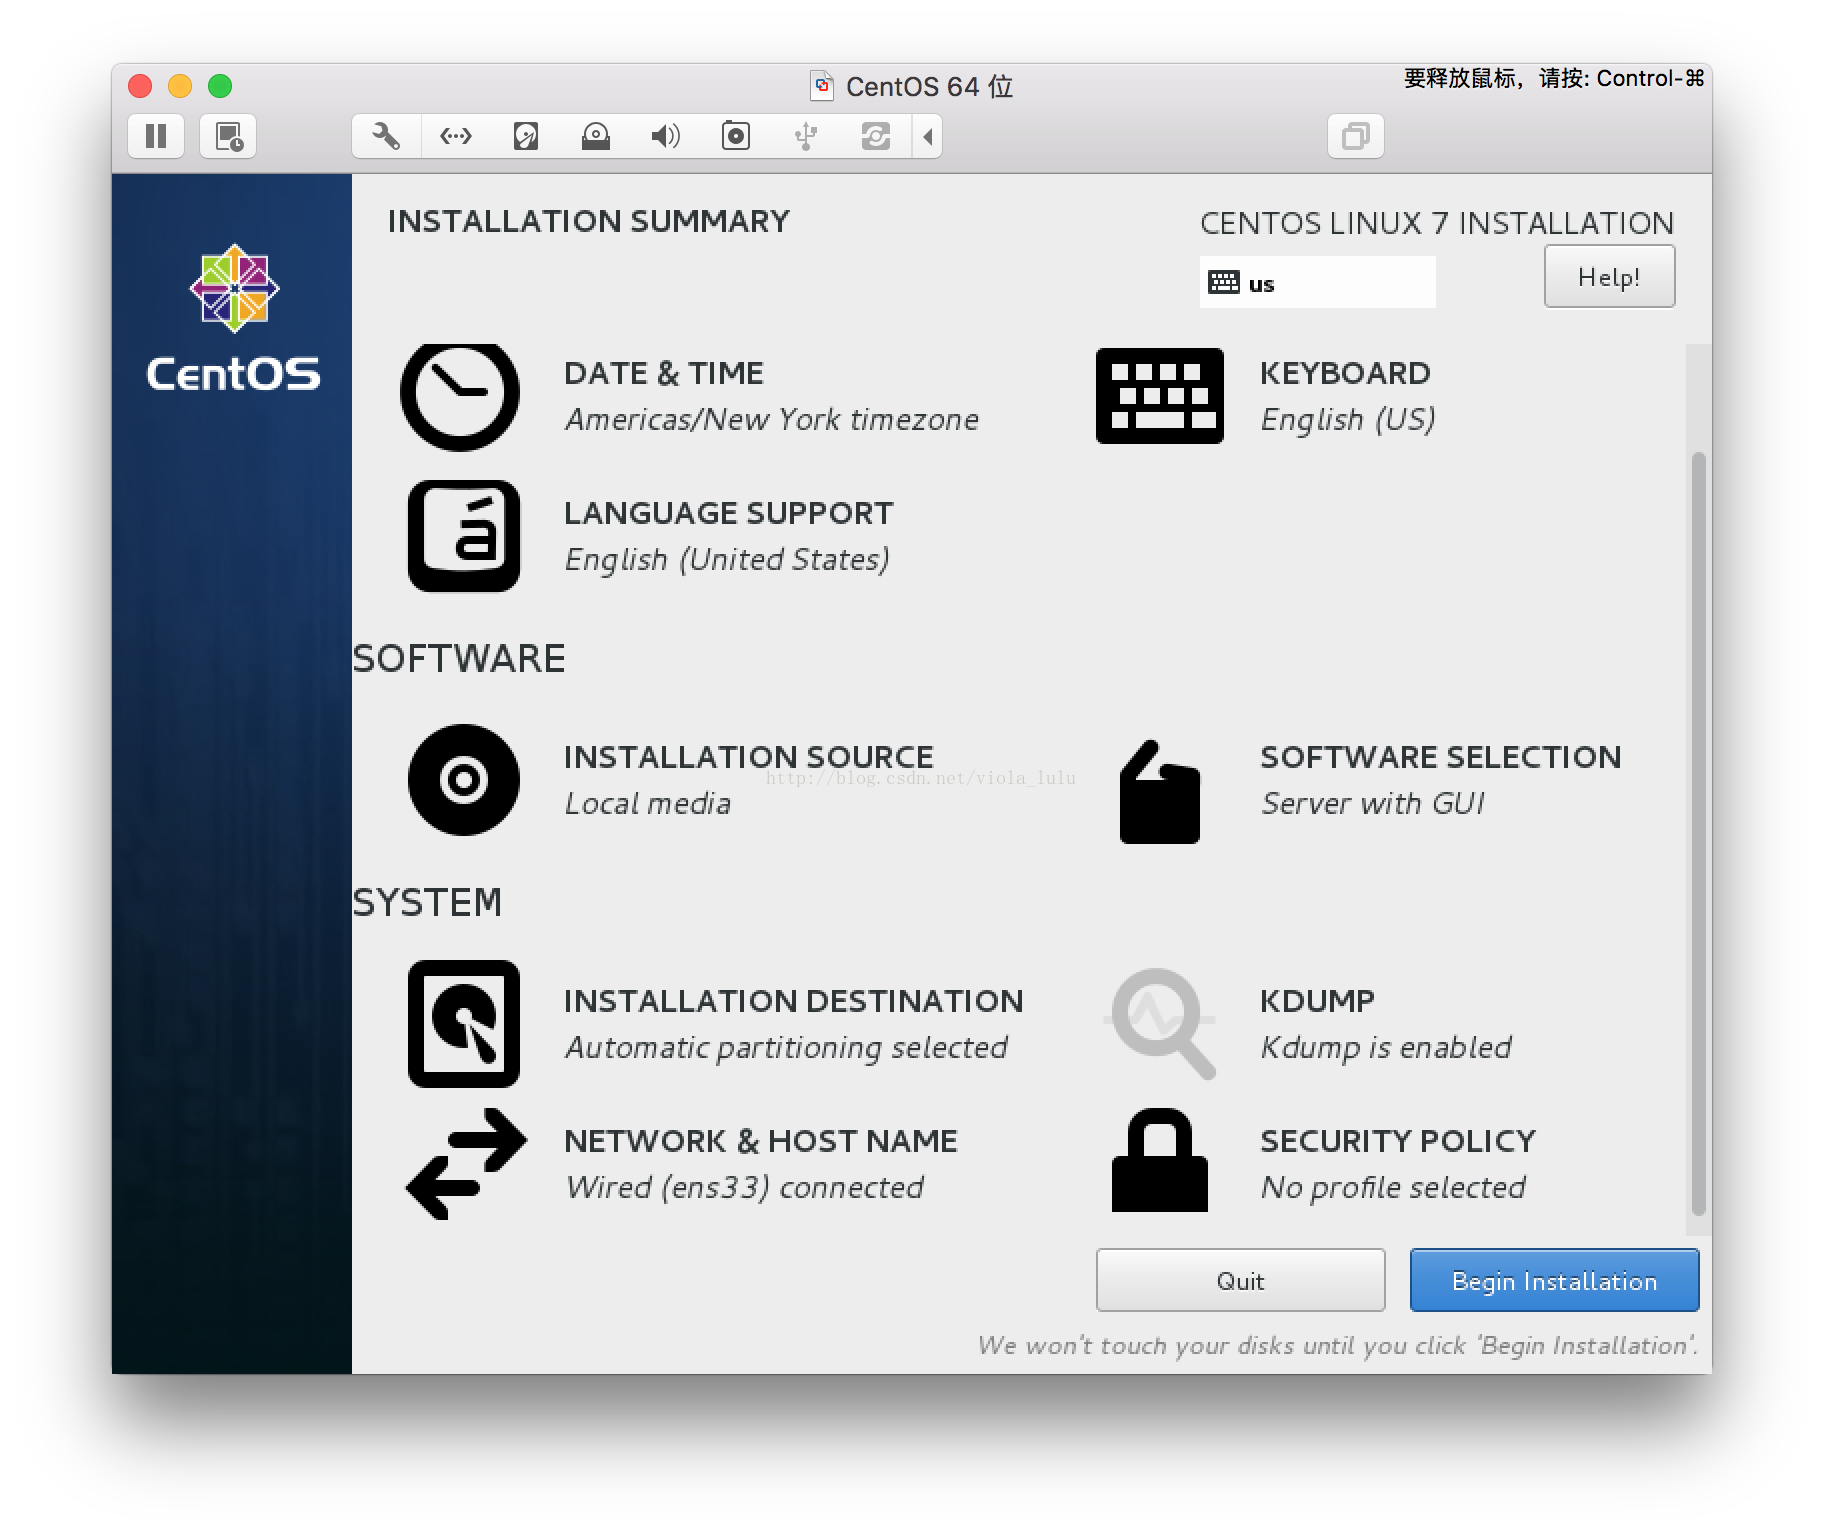 CentOS 64 位
要释放鼠标，请按: Control-⌘
INSTALLATION SUMMARY
CENTOS LINUX 7 INSTALLATION
us
Help!
CentOS
DATE & TIME
Americas/New York timezone
KEYBOARD
English (US)
á
LANGUAGE SUPPORT
English (United States)
SOFTWARE
INSTALLATION SOURCE
Local media
SOFTWARE SELECTION
Server with GUI
http://blog.csdn.net/viola_lulu
SYSTEM
INSTALLATION DESTINATION
Automatic partitioning selected
KDUMP
Kdump is enabled
NETWORK & HOST NAME
Wired (ens33) connected
SECURITY POLICY
No profile selected
Quit
Begin Installation
We won't touch your disks until you click 'Begin Installation'.